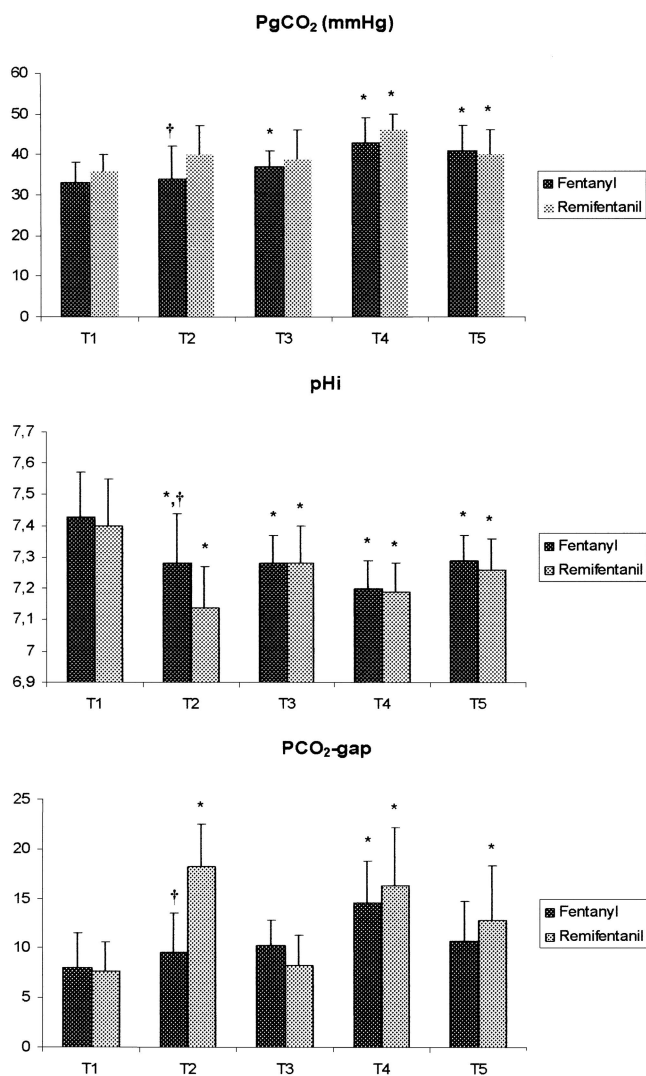 PgCO₂ (mmHg)
60
50
40
30
20
10
0
†
*
* *
* *
T1 T2 T3 T4 T5
Fentanyl
Remifentanil
pHi
7,7
7,6
7,5
7,4
7,3
7,2
7,1
7
6,9
*,†
*
* *
* *
* *
T1 T2 T3 T4 T5
Fentanyl
Remifentanil
PCO₂-gap
25
20
15
10
5
0
†
*
* *
*
T1 T2 T3 T4 T5
Fentanyl
Remifentanil